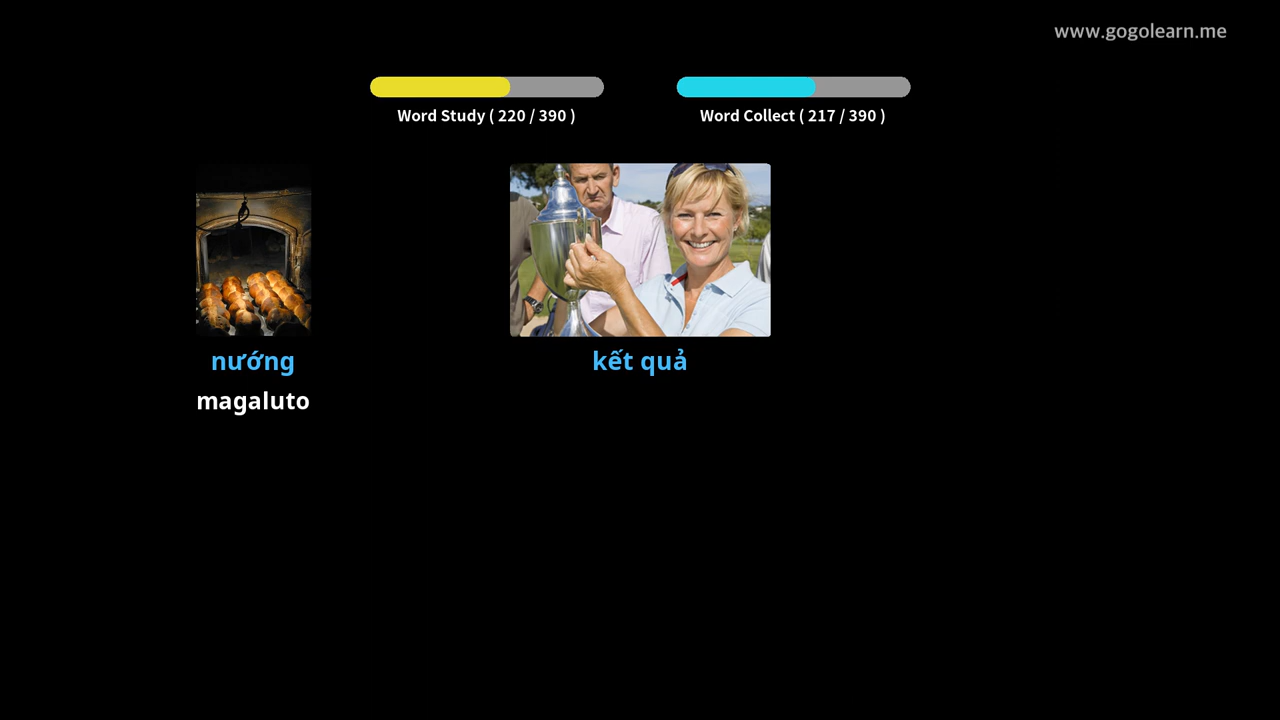 www.gogolearn.me
Word Study ( 220 / 390 )
Word Collect ( 217 / 390 )
nướng
magaluto
kết quả